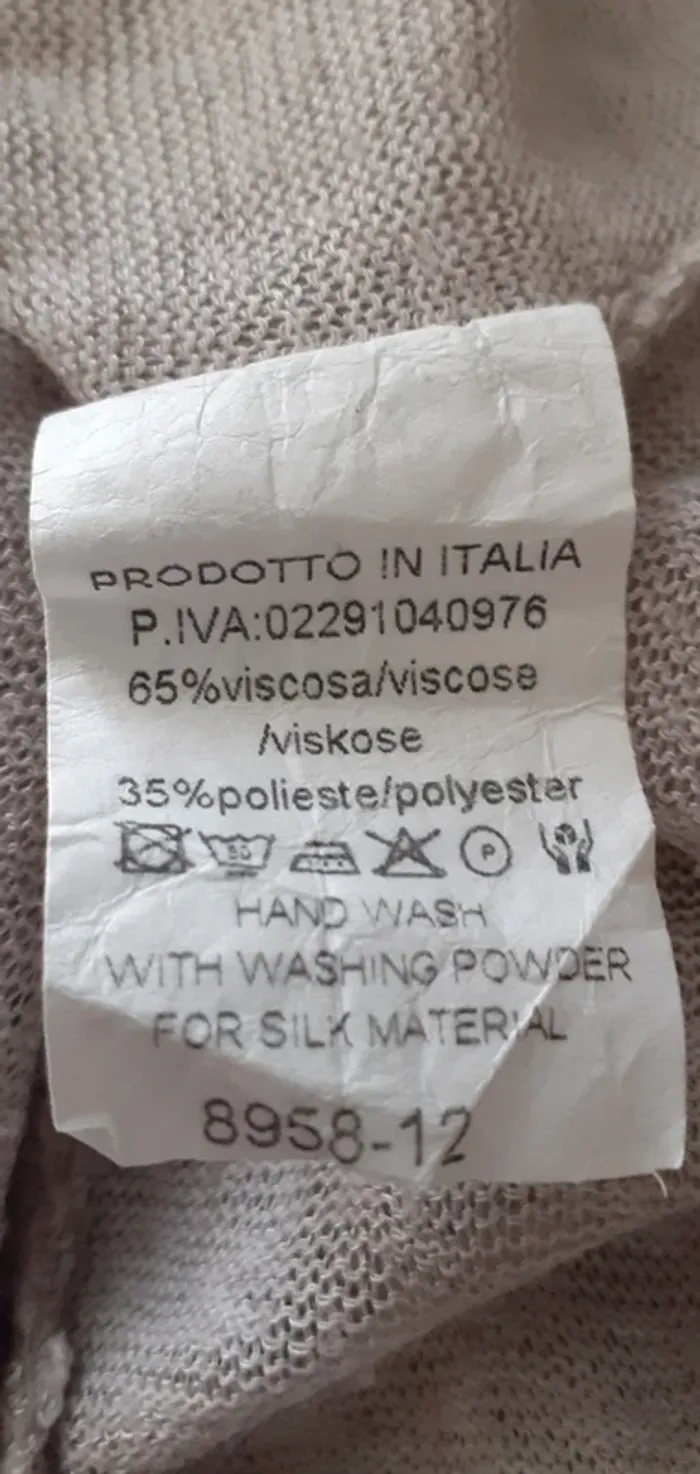 PRODOTTO IN ITALIA
P.IVA:02291040976
65%viscosa/viscose
/viskose
35%polieste/polyester
P
HAND WASH
WITH WASHING POWDER
FOR SILK MATERIAL
8958-12